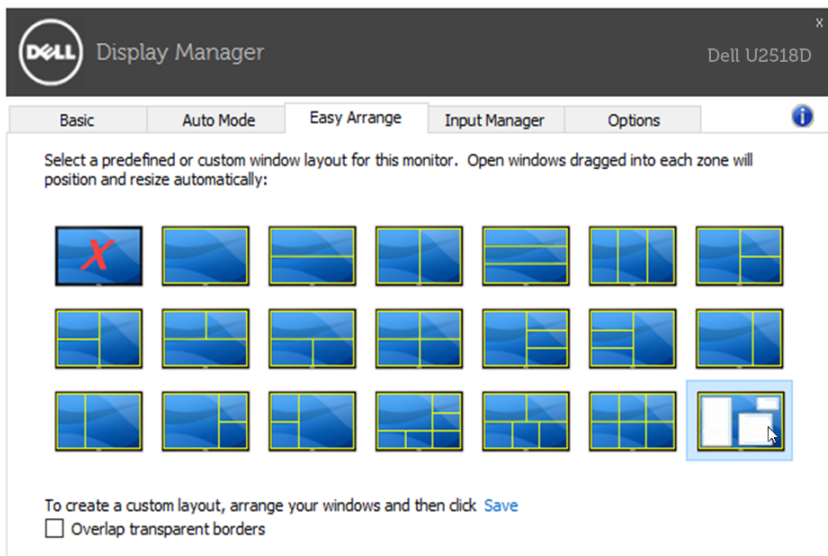 x
DELL
Display Manager
Dell U2518D
Basic
Auto Mode
Easy Arrange
Input Manager
Options
i
Select a predefined or custom window layout for this monitor. Open windows dragged into each zone will
position and resize automatically:
X
To create a custom layout, arrange your windows and then click Save
Overlap transparent borders